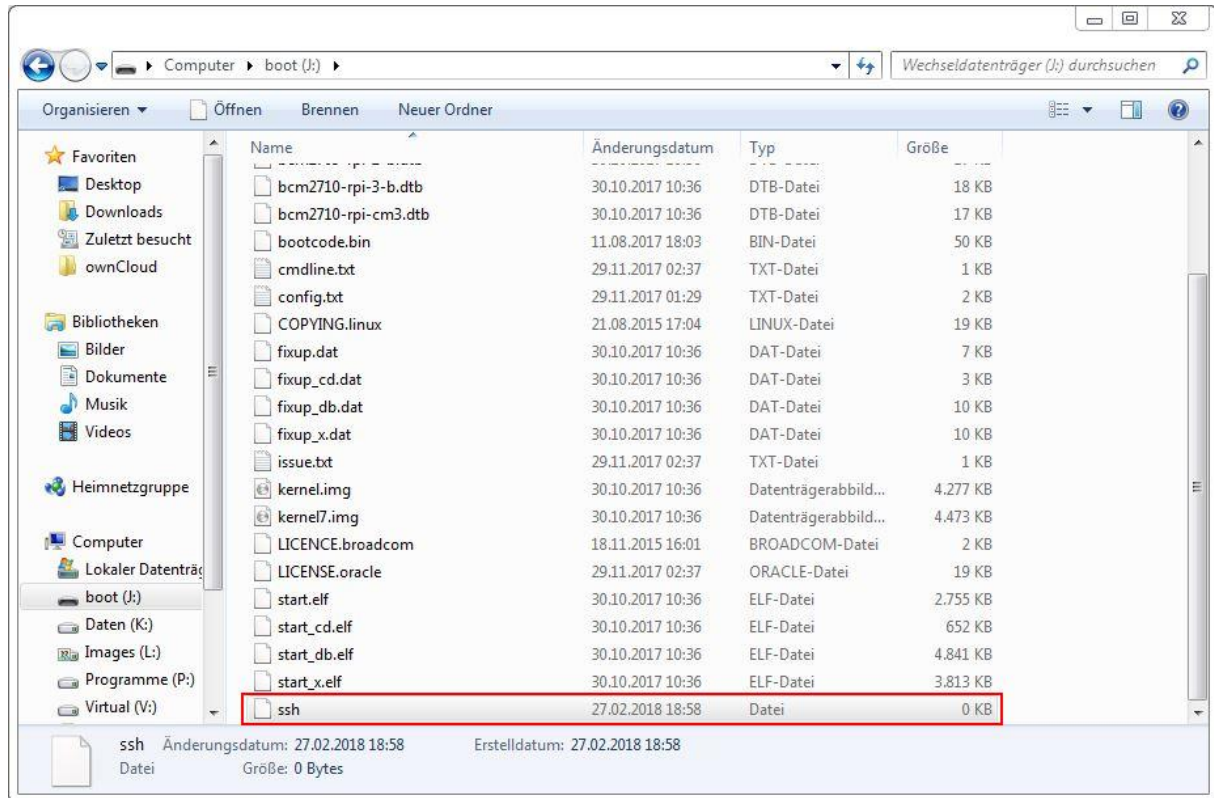 Computer ▸ boot (J:) ▸ Wechseldatenträger (J:) durchsuchen
Organisieren Öffnen Brennen Neuer Ordner
Favoriten
Desktop
Downloads
Zuletzt besucht
ownCloud
Bibliotheken
Bilder
Dokumente
Musik
Videos
Heimnetzgruppe
Computer
Lokaler Datenträg
boot (J:)
Daten (K:)
Images (L:)
Programme (P:)
Virtual (V:)
Name Änderungsdatum Typ Größe
bcm2710-rpi-3-b.dtb 30.10.2017 10:36 DTB-Datei 18 KB
bcm2710-rpi-cm3.dtb 30.10.2017 10:36 DTB-Datei 17 KB
bootcode.bin 11.08.2017 18:03 BIN-Datei 50 KB
cmdline.txt 29.11.2017 02:37 TXT-Datei 1 KB
config.txt 29.11.2017 01:29 TXT-Datei 2 KB
COPYING.linux 21.08.2015 17:04 LINUX-Datei 19 KB
fixup.dat 30.10.2017 10:36 DAT-Datei 7 KB
fixup_cd.dat 30.10.2017 10:36 DAT-Datei 3 KB
fixup_db.dat 30.10.2017 10:36 DAT-Datei 10 KB
fixup_x.dat 30.10.2017 10:36 DAT-Datei 10 KB
issue.txt 29.11.2017 02:37 TXT-Datei 1 KB
kernel.img 30.10.2017 10:36 Datenträgerabbild... 4.277 KB
kernel7.img 30.10.2017 10:36 Datenträgerabbild... 4.473 KB
LICENCE.broadcom 18.11.2015 16:01 BROADCOM-Datei 2 KB
LICENSE.oracle 29.11.2017 02:37 ORACLE-Datei 19 KB
start.elf 30.10.2017 10:36 ELF-Datei 2.755 KB
start_cd.elf 30.10.2017 10:36 ELF-Datei 652 KB
start_db.elf 30.10.2017 10:36 ELF-Datei 4.841 KB
start_x.elf 30.10.2017 10:36 ELF-Datei 3.813 KB
ssh 27.02.2018 18:58 Datei 0 KB
ssh Änderungsdatum: 27.02.2018 18:58 Erstelldatum: 27.02.2018 18:58
Datei Größe: 0 Bytes